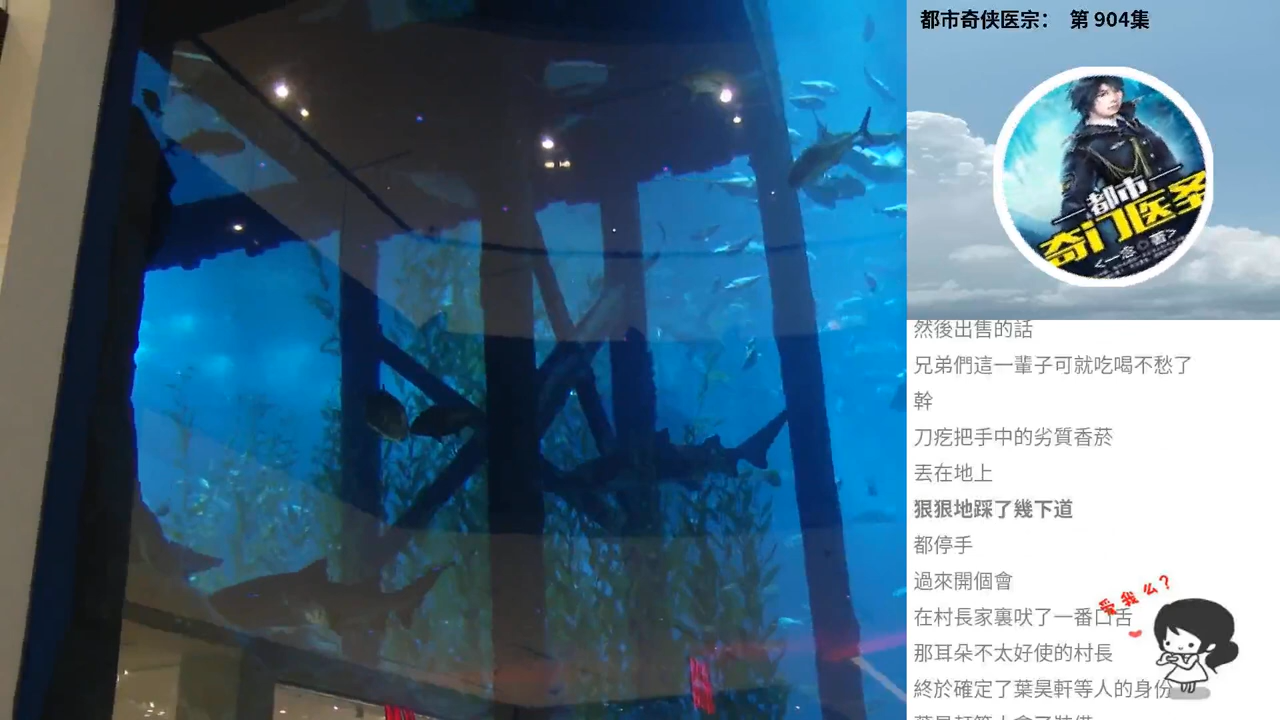 都市奇侠医宗： 第 904集
都市
奇门医圣
<一念 著>
然後出售的話
兄弟們這一輩子可就吃喝不愁了
幹
刀疙把手中的劣質香菸
丟在地上
狠狠地踩了幾下道
都停手
過來開個會
在村長家裏吠了一番口舌
那耳朵不太好使的村長
終於確定了葉昊軒等人的身份
爱我么？